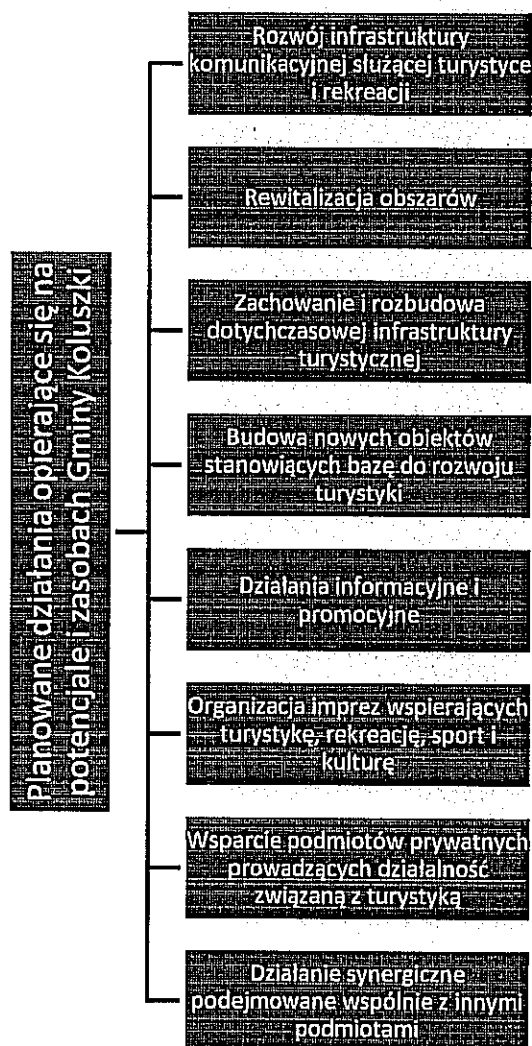 Planowane działania opierające się na
potencjale i zasobach Gminy Koluszki
Rozwój infrastruktury
komunikacyjnej służącej turystyce
i rekreacji
Rewitalizacja obszarów
Zachowanie i rozbudowa
dotychczasowej infrastruktury
turystycznej
Budowa nowych obiektów
stanowiących bazę do rozwoju
turystyki
Działania informacyjne i
promocyjne
Organizacja imprez wspierających
turystykę, rekreację, sport i
kulturę
Wsparcie podmiotów prywatnych
prowadzących działalność
związaną z turystyką
Działanie synergiczne
podejmowane wspólnie z innymi
podmiotami